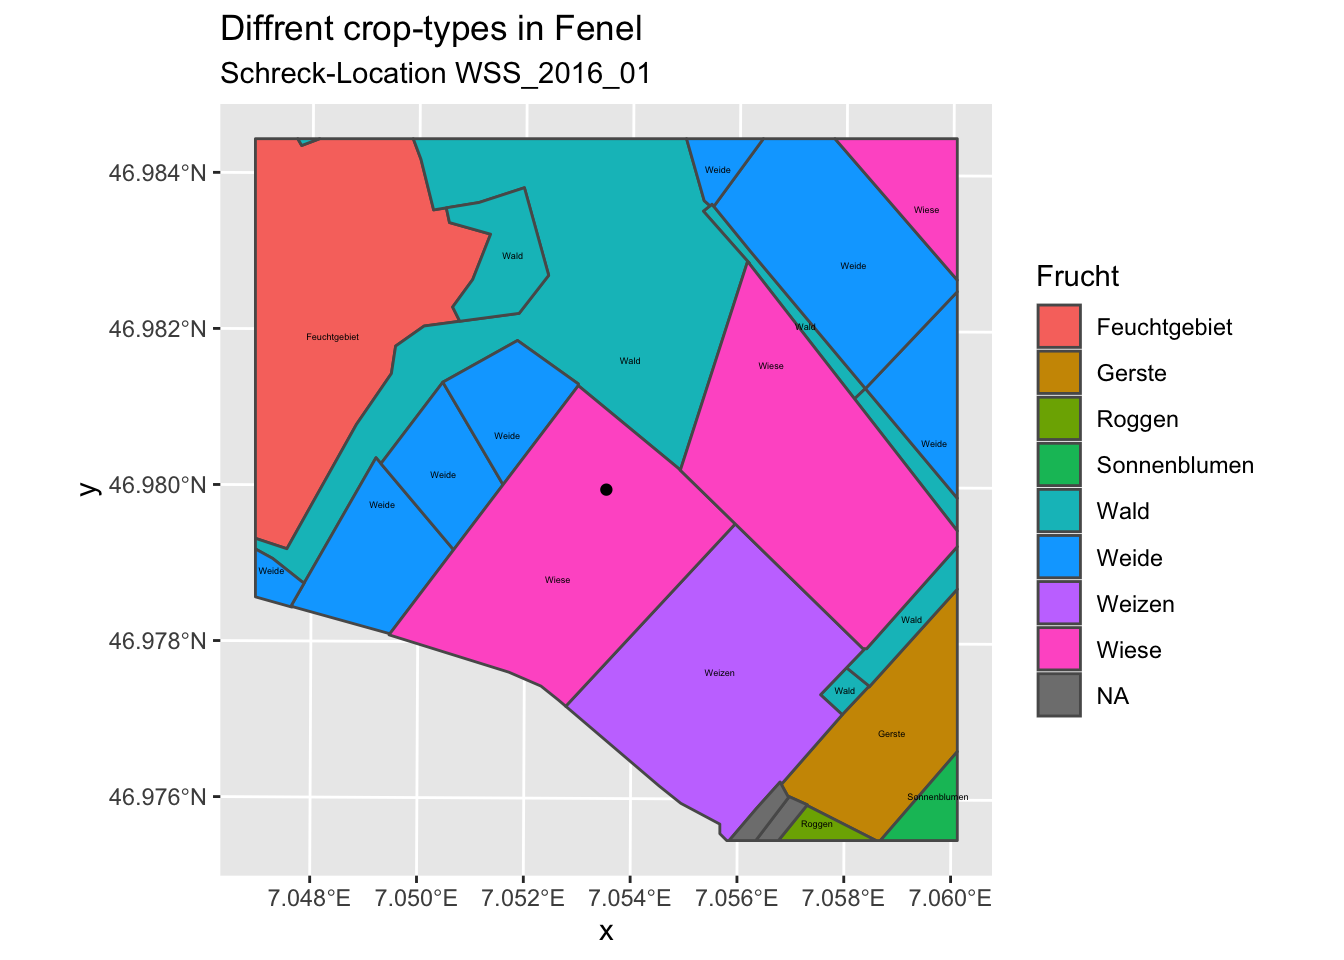 Diffrent crop-types in Fenel
Schreck-Location WSS_2016_01
46.984°N
46.982°N
46.980°N
46.978°N
46.976°N
y
Weide
Wiese
Wald
Weide
Wald
Feuchtgebiet
Wald
Wiese
Weide
Weide
Weide
Weide
Weide
Wiese
Wald
Weizen
Wald
Gerste
Sonnenblumen
Roggen
7.048°E 7.050°E 7.052°E 7.054°E 7.056°E 7.058°E 7.060°E
x
Frucht
Feuchtgebiet
Gerste
Roggen
Sonnenblumen
Wald
Weide
Weizen
Wiese
NA